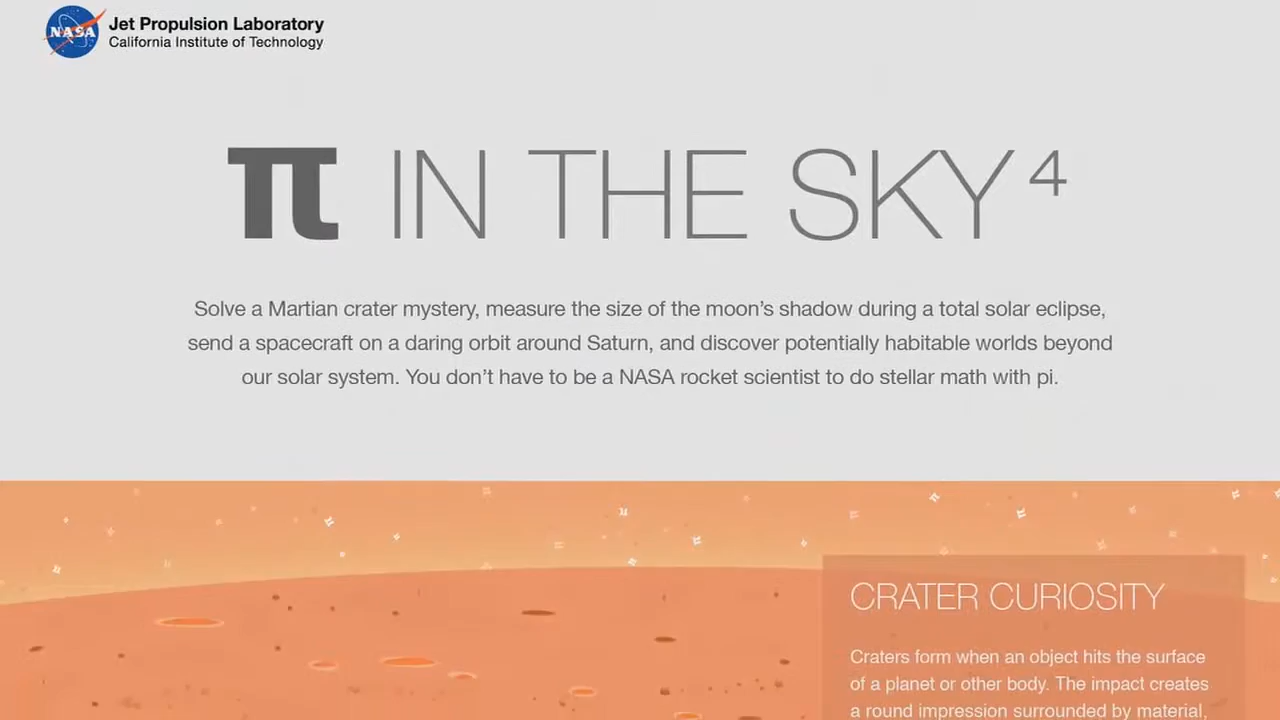 NASA
Jet Propulsion Laboratory
California Institute of Technology
π IN THE SKY⁴
Solve a Martian crater mystery, measure the size of the moon’s shadow during a total solar eclipse,
send a spacecraft on a daring orbit around Saturn, and discover potentially habitable worlds beyond
our solar system. You don’t have to be a NASA rocket scientist to do stellar math with pi.
CRATER CURIOSITY
Craters form when an object hits the surface
of a planet or other body. The impact creates
a round impression surrounded by material,